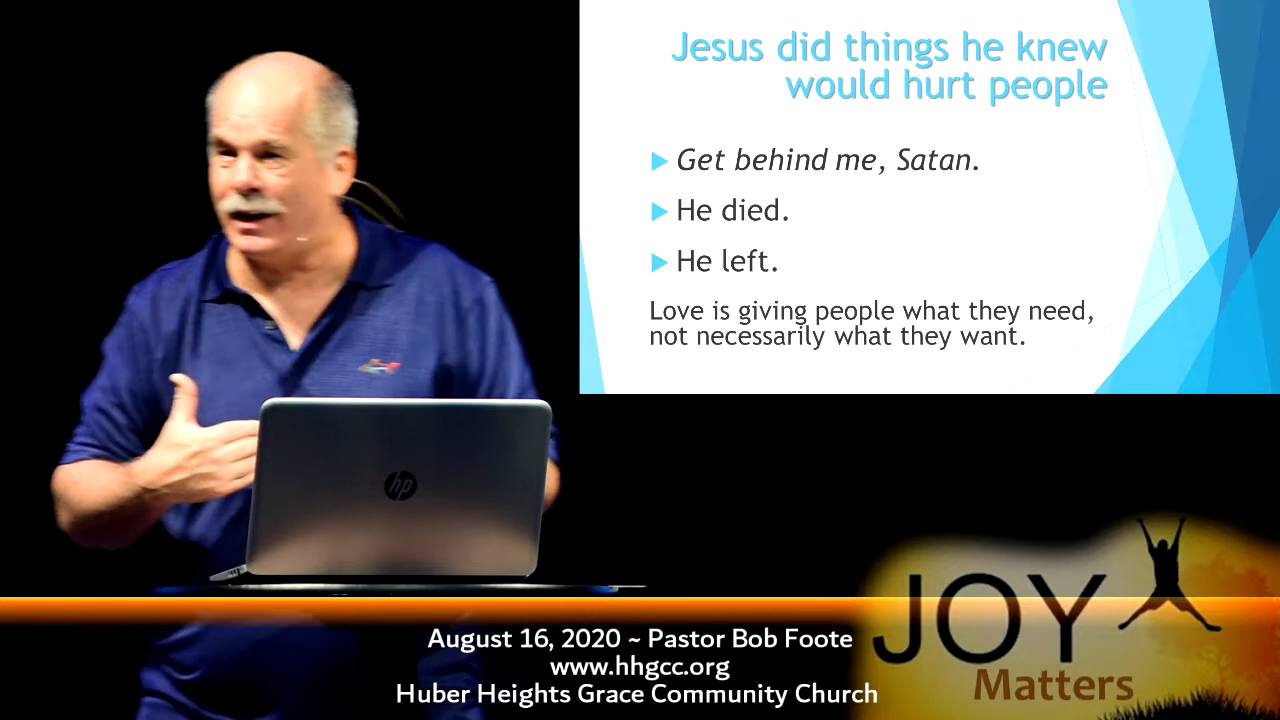 Jesus did things he knew
would hurt people
Get behind me, Satan.
He died.
He left.
Love is giving people what they need,
not necessarily what they want.
hp
JOY
Matters
August 16, 2020 ~ Pastor Bob Foote
www.hhgcc.org
Huber Heights Grace Community Church